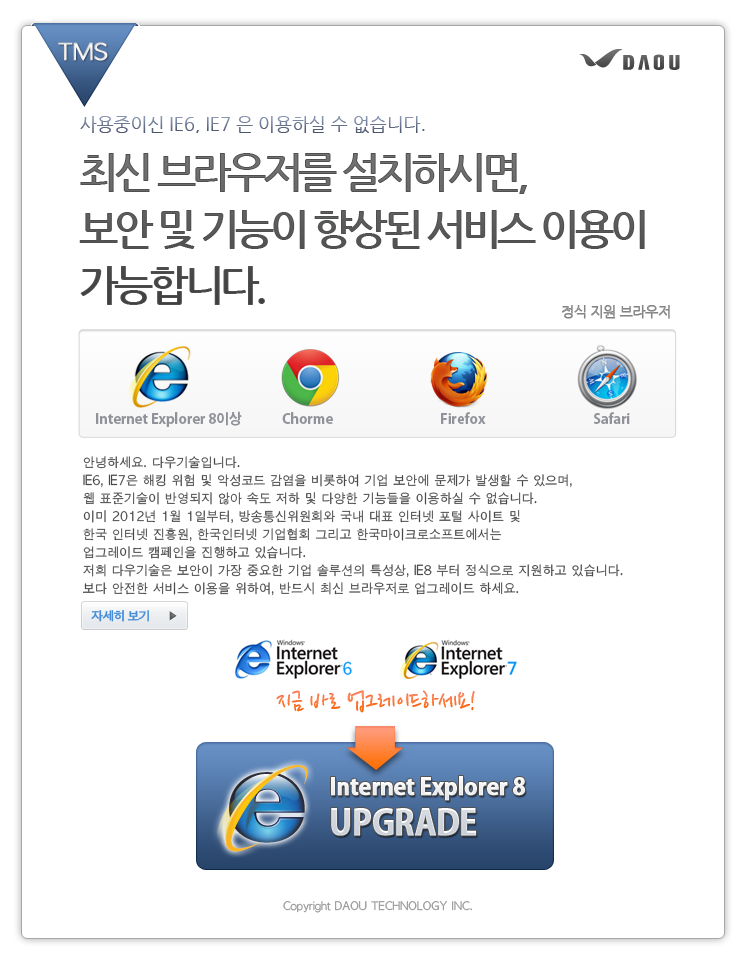 TMS
DAOU
사용중이신 IE6, IE7 은 이용하실 수 없습니다.
최신 브라우저를 설치하시면,
보안 및 기능이 향상된 서비스 이용이
가능합니다.
정식 지원 브라우저
Internet Explorer 8이상
Chorme
Firefox
Safari
안녕하세요. 다우기술입니다.
IE6, IE7은 해킹 위험 및 악성코드 감염을 비롯하여 기업 보안에 문제가 발생할 수 있으며,
웹 표준기술이 반영되지 않아 속도 저하 및 다양한 기능들을 이용하실 수 없습니다.
이미 2012년 1월 1일부터, 방송통신위원회와 국내 대표 인터넷 포털 사이트 및
한국 인터넷 진흥원, 한국인터넷 기업협회 그리고 한국마이크로소프트에서는
업그레이드 캠페인을 진행하고 있습니다.
저희 다우기술은 보안이 가장 중요한 기업 솔루션의 특성상, IE8 부터 정식으로 지원하고 있습니다.
보다 안전한 서비스 이용을 위하여, 반드시 최신 브라우저로 업그레이드 하세요.
자세히 보기
Windows
Internet
Explorer 6
Windows
Internet
Explorer 7
지금 바로 업그레이트하세요!
Internet Explorer 8
UPGRADE
Copyright DAOU TECHNOLOGY INC.